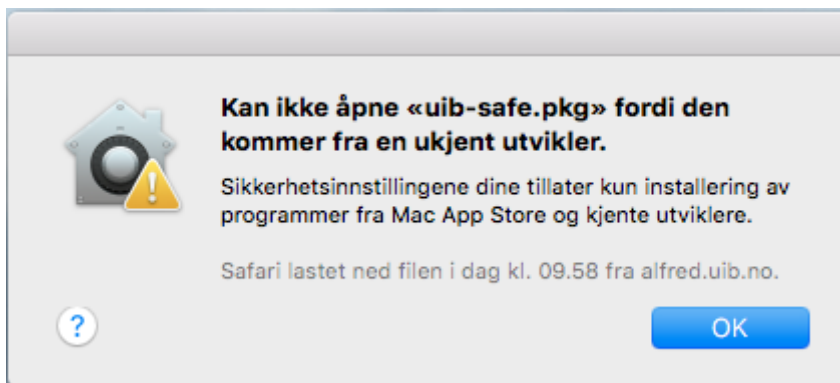 Kan ikke åpne «uib-safe.pkg» fordi den
kommer fra en ukjent utvikler.
Sikkerhetsinnstillingene dine tillater kun installering av
programmer fra Mac App Store og kjente utviklere.
Safari lastet ned filen i dag kl. 09.58 fra alfred.uib.no.
?
OK